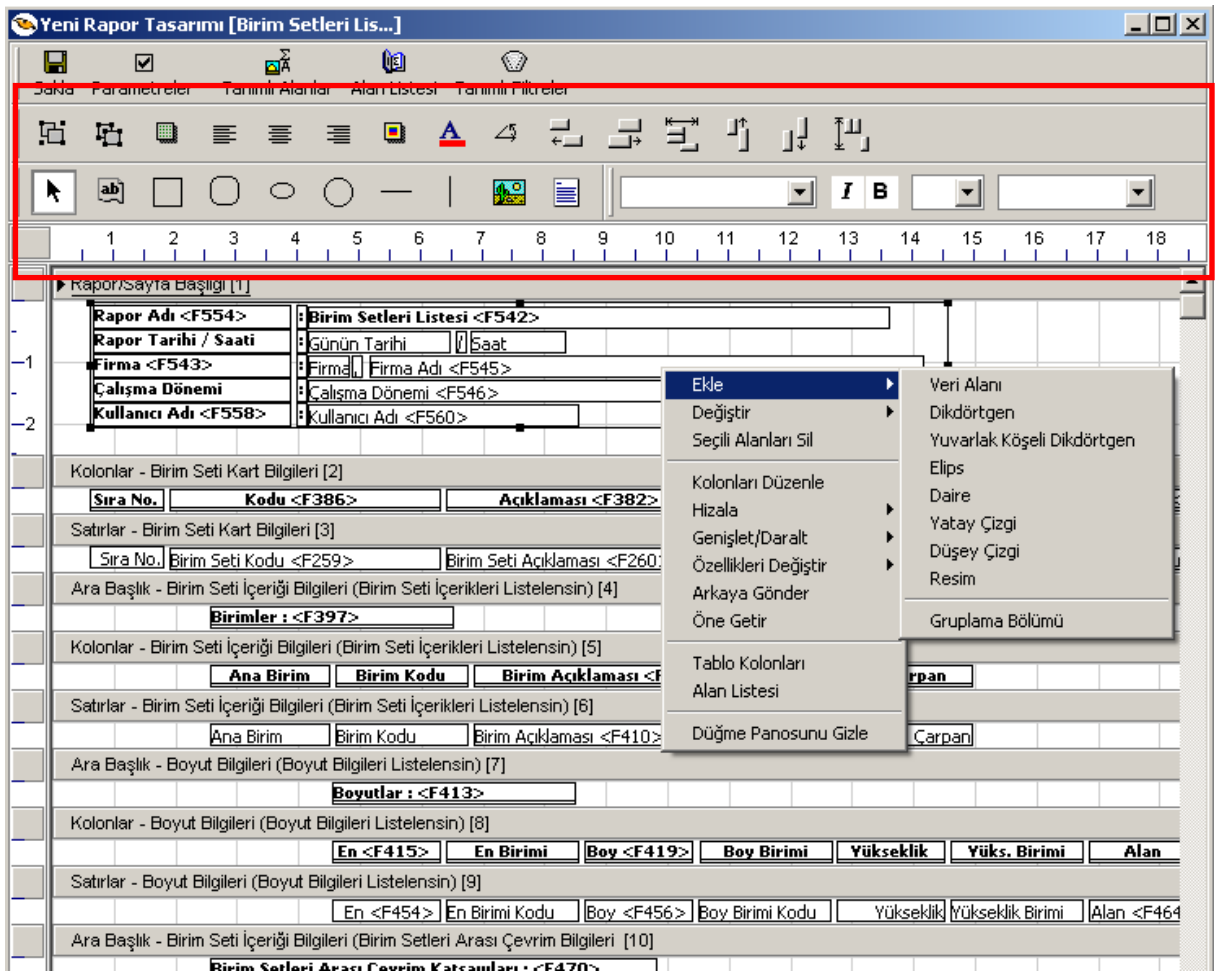 Yeni Rapor Tasarımı [Birim Setleri Lis...]
Sakla Parametreler Tanımlı Alanlar Alan Listesi Tanımlı Filtreler
ab I B
1 2 3 4 5 6 7 8 9 10 11 12 13 14 15 16 17 18
Rapor/Sayfa Başlığı [1]
Rapor Adı <F554> : Birim Setleri Listesi <F542>
Rapor Tarihi / Saati : Günün Tarihi / Saat
1 Firma <F543> : Firma , Firma Adı <F545>
Çalışma Dönemi : Çalışma Dönemi <F546>
2 Kullanıcı Adı <F558> : Kullanıcı Adı <F560>
Kolonlar - Birim Seti Kart Bilgileri [2]
Sıra No. Kodu <F386> Açıklaması <F382>
Satırlar - Birim Seti Kart Bilgileri [3]
Sıra No. Birim Seti Kodu <F259> Birim Seti Açıklaması <F260
Ara Başlık - Birim Seti İçeriği Bilgileri (Birim Seti İçerikleri Listelensin) [4]
Birimler : <F397>
Kolonlar - Birim Seti İçeriği Bilgileri (Birim Seti İçerikleri Listelensin) [5]
Ana Birim Birim Kodu Birim Açıklaması <F rpan
Satırlar - Birim Seti İçeriği Bilgileri (Birim Seti İçerikleri Listelensin) [6]
Ana Birim Birim Kodu Birim Açıklaması <F410> Çarpan
Ara Başlık - Boyut Bilgileri (Boyut Bilgileri Listelensin) [7]
Boyutlar : <F413>
Kolonlar - Boyut Bilgileri (Boyut Bilgileri Listelensin) [8]
En <F415> En Birimi Boy <F419> Boy Birimi Yükseklik Yüks. Birimi Alan
Satırlar - Boyut Bilgileri (Boyut Bilgileri Listelensin) [9]
En <F454> En Birimi Kodu Boy <F456> Boy Birimi Kodu Yükseklik Yükseklik Birimi Alan <F464
Ara Başlık - Birim Seti İçeriği Bilgileri (Birim Setleri Arası Çevrim Bilgileri [10]
Birim Setleri Arası Çevrim Katsayıları : <F470>
Ekle
Değiştir
Seçili Alanları Sil
Kolonları Düzenle
Hizala
Genişlet/Daralt
Özellikleri Değiştir
Arkaya Gönder
Öne Getir
Tablo Kolonları
Alan Listesi
Düğme Panosunu Gizle
Veri Alanı
Dikdörtgen
Yuvarlak Köşeli Dikdörtgen
Elips
Daire
Yatay Çizgi
Düşey Çizgi
Resim
Gruplama Bölümü